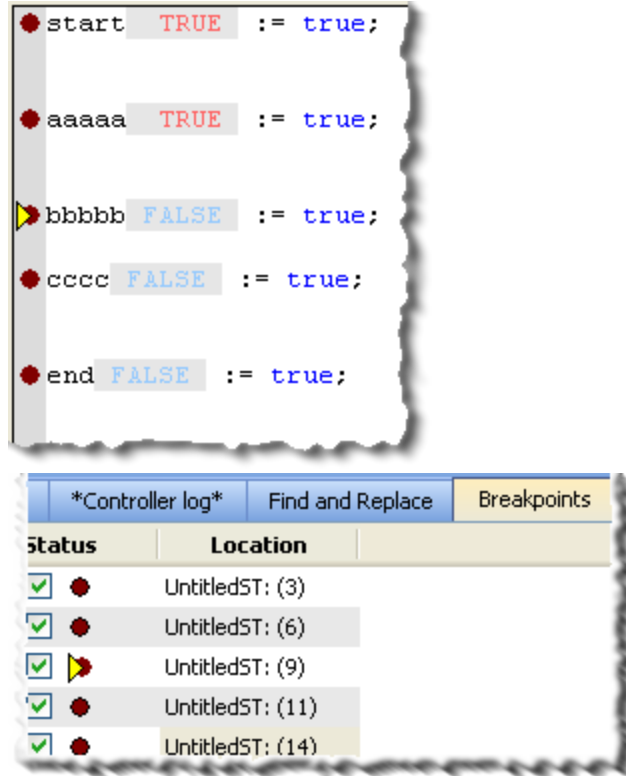 start TRUE := true;
aaaaa TRUE := true;
bbbbb FALSE := true;
cccc FALSE := true;
end FALSE := true;
*Controller log* Find and Replace Breakpoints
Status Location
UntitledST: (3)
UntitledST: (6)
UntitledST: (9)
UntitledST: (11)
UntitledST: (14)